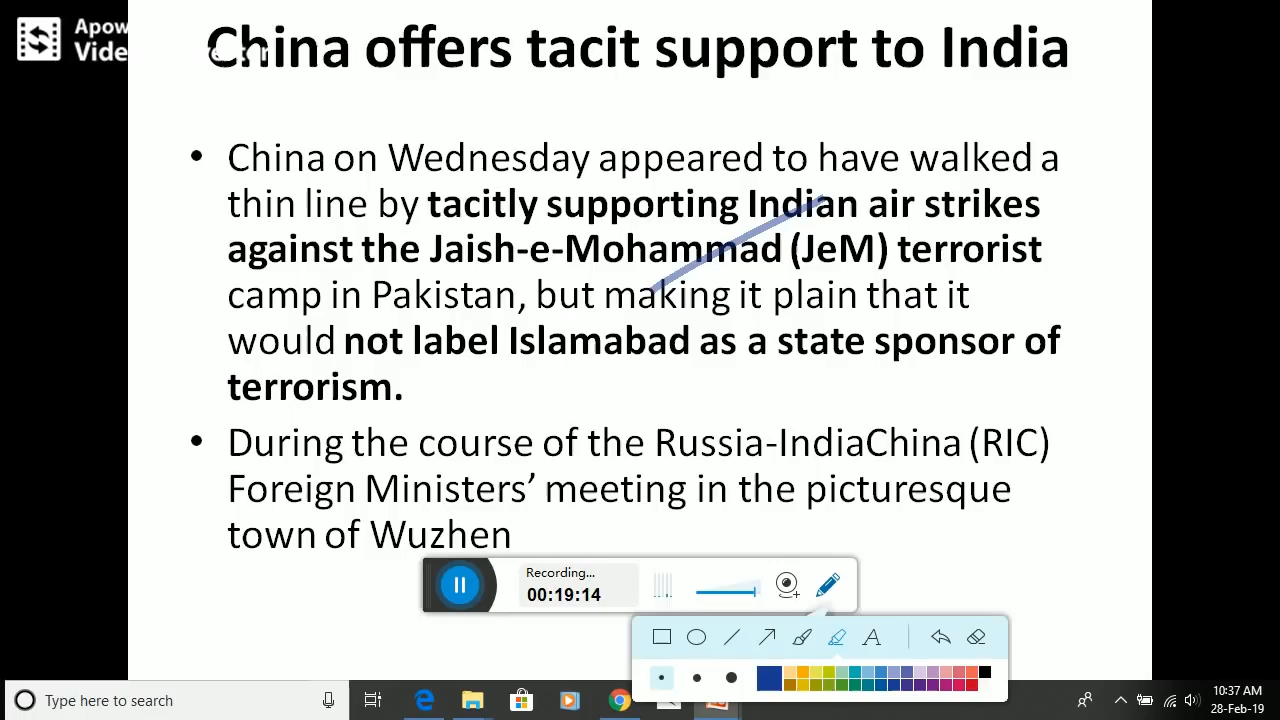 Apow
Vide
China offers tacit support to India
• China on Wednesday appeared to have walked a
thin line by tacitly supporting Indian air strikes
against the Jaish-e-Mohammad (JeM) terrorist
camp in Pakistan, but making it plain that it
would not label Islamabad as a state sponsor of
terrorism.
• During the course of the Russia-IndiaChina (RIC)
Foreign Ministers’ meeting in the picturesque
town of Wuzhen
Recording...
00:19:14
A
Type here to search
10:37 AM
28-Feb-19